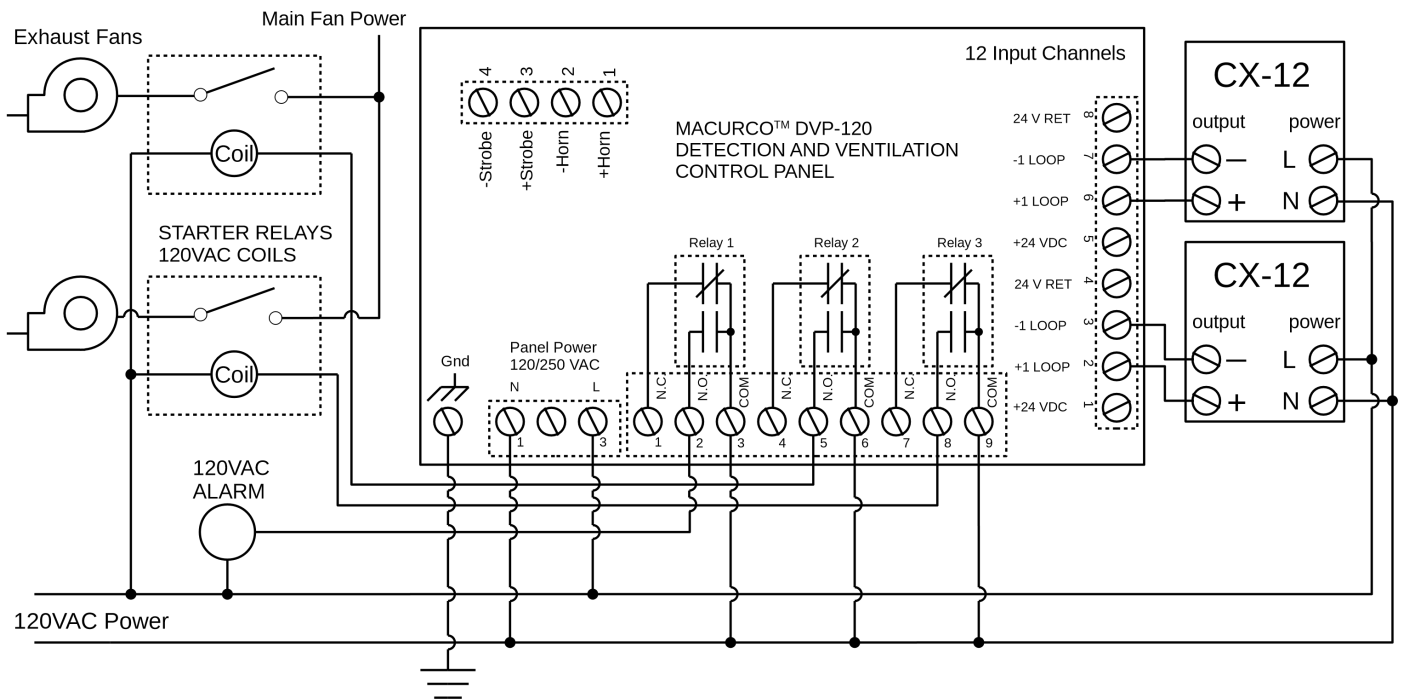 Main Fan Power
Exhaust Fans
Coil
STARTER RELAYS
120VAC COILS
Coil
120VAC
ALARM
120VAC Power
12 Input Channels
4
3
2
1
-Strobe
+Strobe
-Horn
+Horn
MACURCO™ DVP-120
DETECTION AND VENTILATION
CONTROL PANEL
24 V RET 8
-1 LOOP 7
+1 LOOP 6
+24 VDC 5
24 V RET 4
-1 LOOP 3
+1 LOOP 2
+24 VDC 1
Relay 1
Relay 2
Relay 3
Gnd
Panel Power
120/250 VAC
N L
1 3
N.C. N.O. COM
N.C. N.O. COM
N.C. N.O. COM
1 2 3 4 5 6 7 8 9
CX-12
output power
– L
+ N
CX-12
output power
– L
+ N